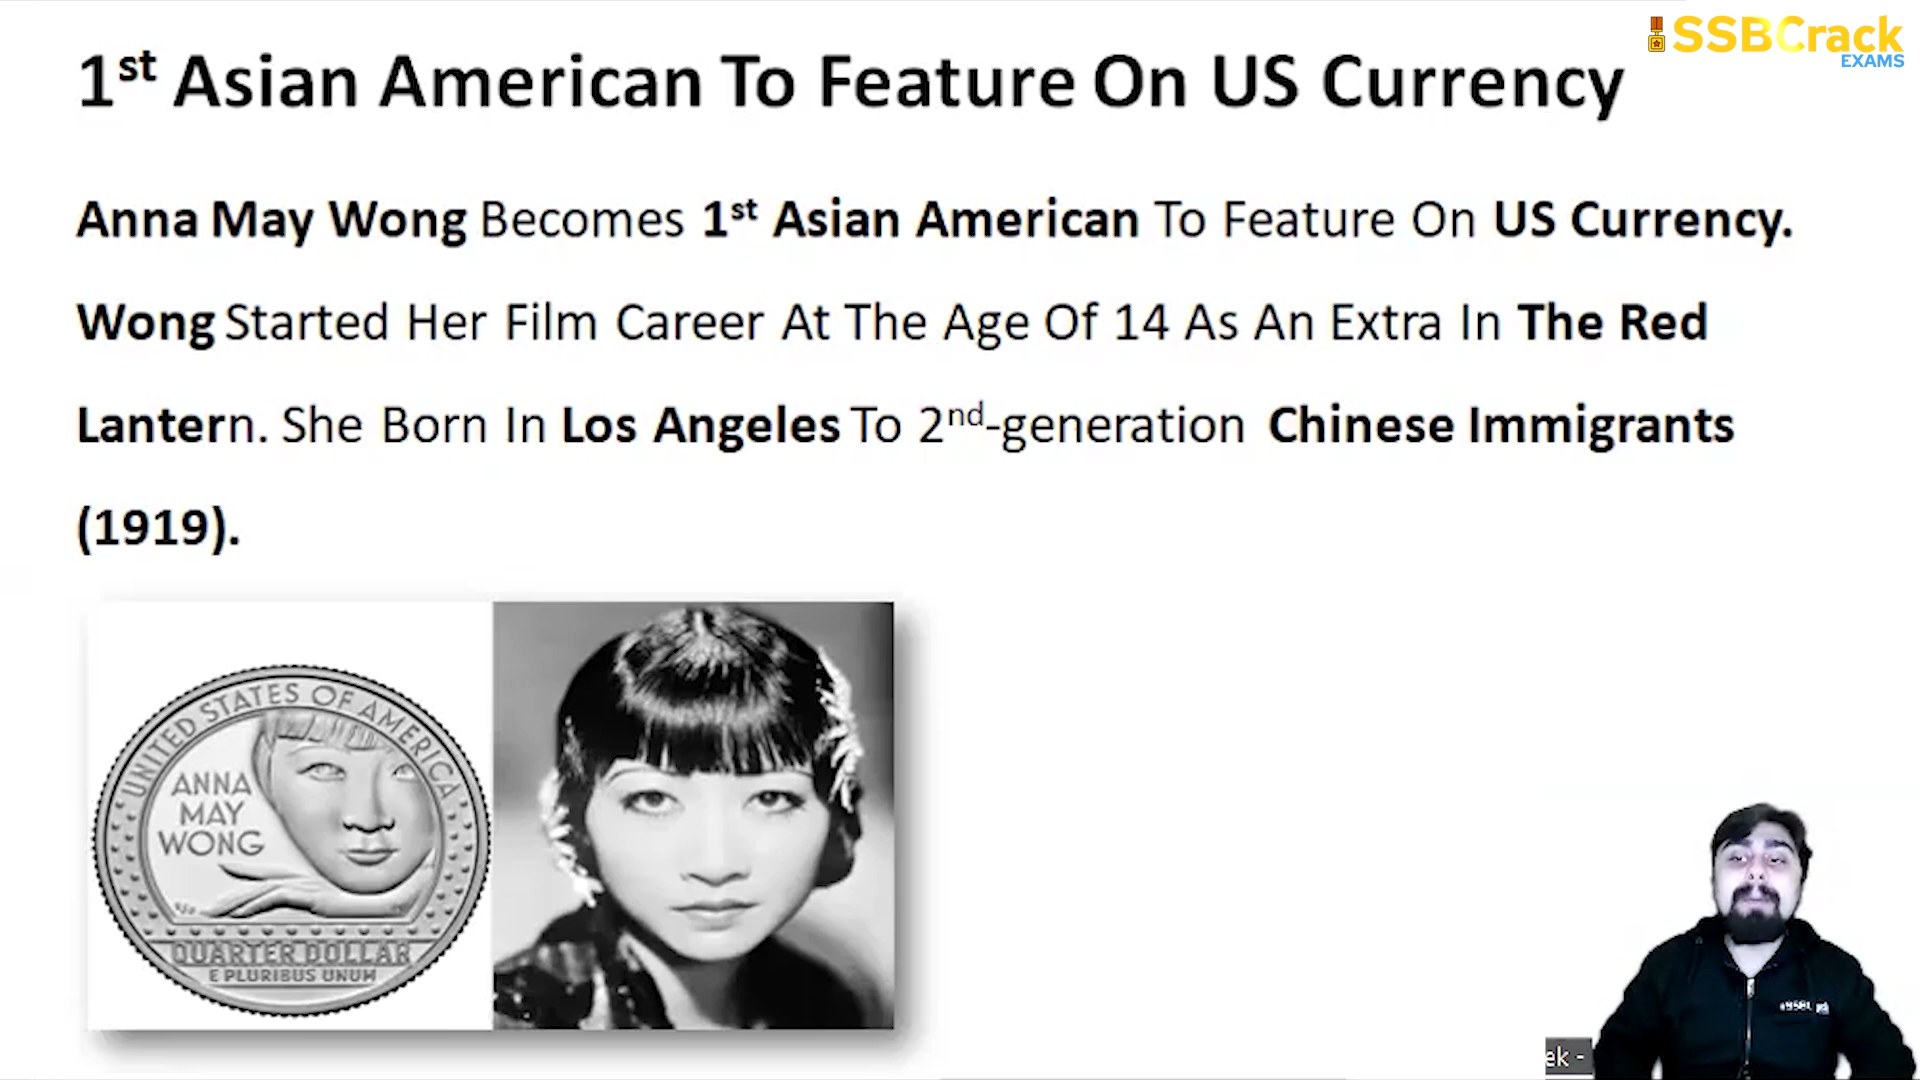 SSBCrack
EXAMS
1st Asian American To Feature On US Currency
Anna May Wong Becomes 1st Asian American To Feature On US Currency.
Wong Started Her Film Career At The Age Of 14 As An Extra In The Red
Lantern. She Born In Los Angeles To 2nd-generation Chinese Immigrants
(1919).
UNITED STATES OF AMERICA
ANNA
MAY
WONG
QUARTER DOLLAR
E PLURIBUS UNUM
ek -